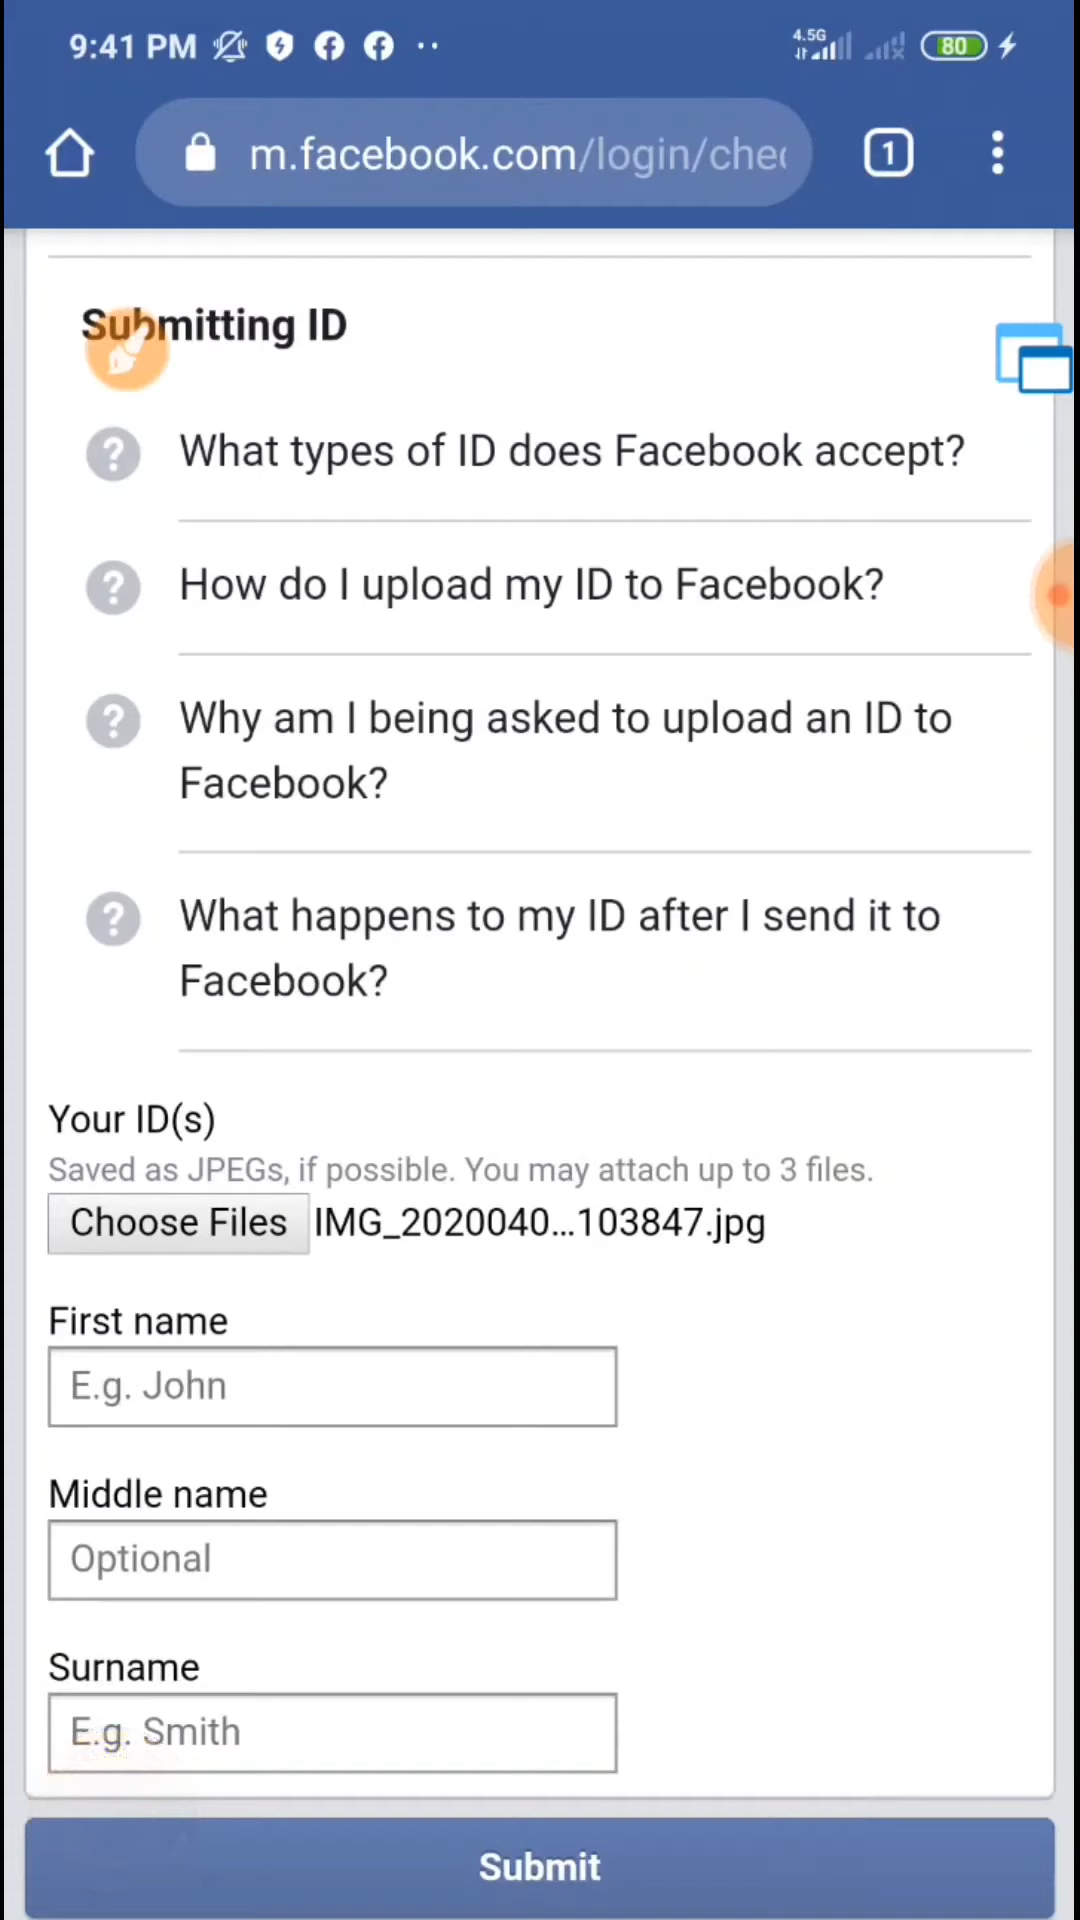 9:41 PM
4.5G
80
m.facebook.com/login/che
1
Submitting ID
What types of ID does Facebook accept?
How do I upload my ID to Facebook?
Why am I being asked to upload an ID to
Facebook?
What happens to my ID after I send it to
Facebook?
Your ID(s)
Saved as JPEGs, if possible. You may attach up to 3 files.
Choose Files IMG_2020040...103847.jpg
First name
E.g. John
Middle name
Optional
Surname
E.g. Smith
Submit